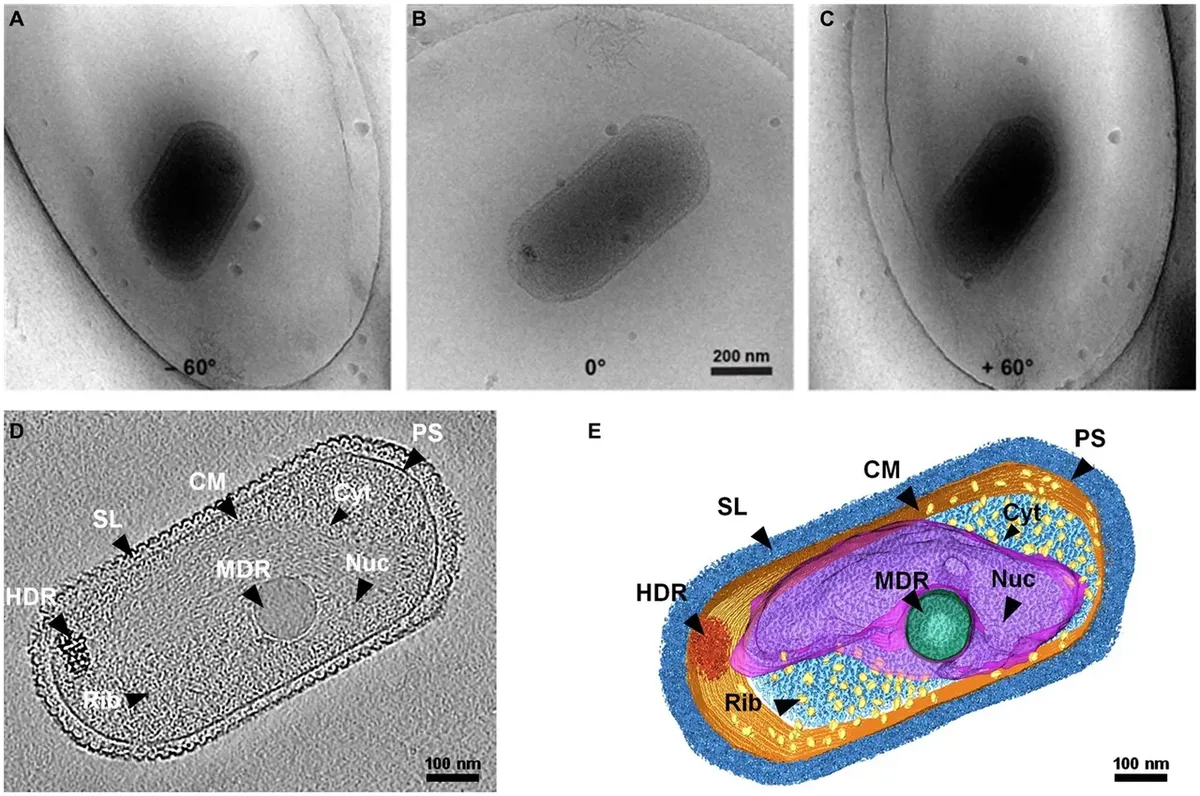 A
B
C
– 60°
0°
200 nm
+ 60°
D
PS
CM
Cyt
SL
MDR
Nuc
HDR
Rib
100 nm
E
PS
CM
SL
Cyt
MDR
Nuc
HDR
Rib
100 nm